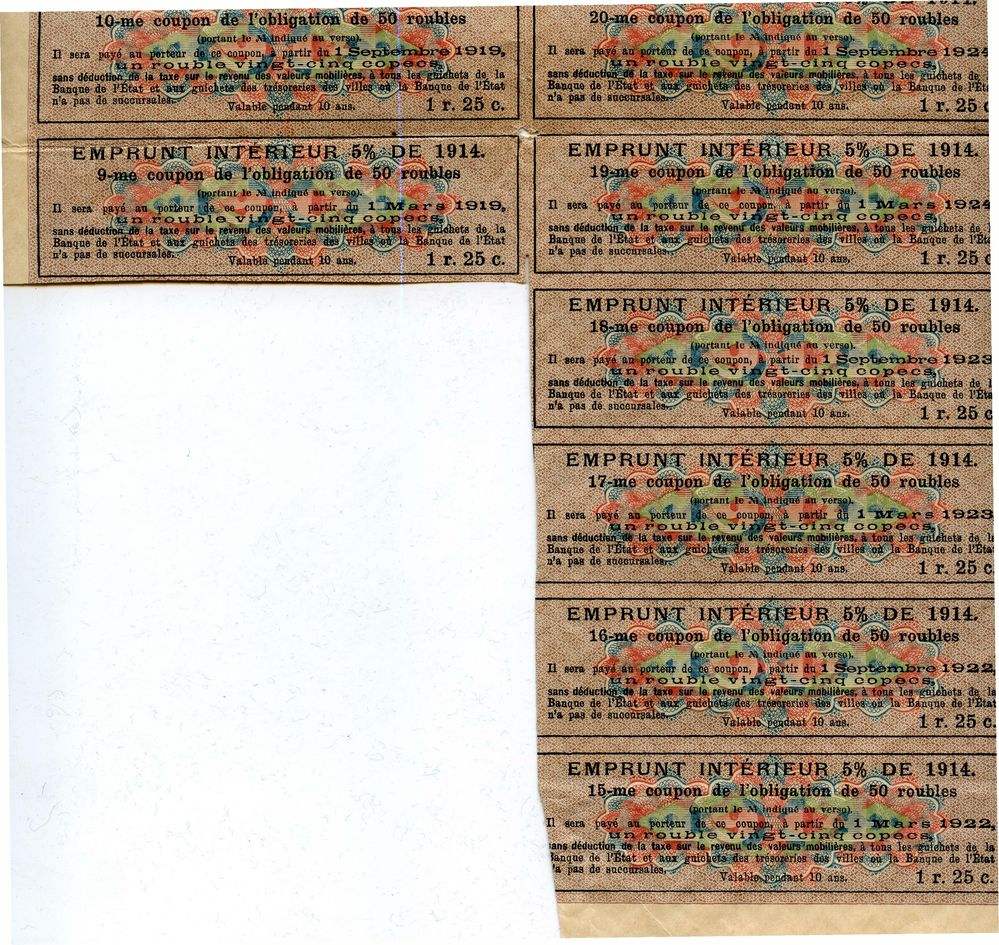 10-me coupon de l'obligation de 50 roubles
(portant le № indiqué au verso).
Il sera payé au porteur de ce coupon, à partir du 1 Septembre 1919,
un rouble vingt-cinq copecs,
sans déduction de la taxe sur le revenu des valeurs mobilières, à tous les guichets de la
Banque de l'État et aux guichets des trésoreries des villes où la Banque de l'État
n'a pas de succursales.
Valable pendant 10 ans.
1 r. 25 c.
EMPRUNT INTÉRIEUR 5% DE 1914.
9-me coupon de l'obligation de 50 roubles
(portant le № indiqué au verso).
Il sera payé au porteur de ce coupon, à partir du 1 Mars 1919,
un rouble vingt-cinq copecs,
sans déduction de la taxe sur le revenu des valeurs mobilières, à tous les guichets de la
Banque de l'État et aux guichets des trésoreries des villes où la Banque de l'État
n'a pas de succursales.
Valable pendant 10 ans.
1 r. 25 c.
20-me coupon de l'obligation de 50 roubles
(portant le № indiqué au verso).
Il sera payé au porteur de ce coupon, à partir du 1 Septembre 1924
un rouble vingt-cinq copecs,
sans déduction de la taxe sur le revenu des valeurs mobilières, à tous les guichets de
Banque de l'État et aux guichets des trésoreries des villes où la Banque de l'État
n'a pas de succursales.
Valable pendant 10 ans.
1 r. 25 c
EMPRUNT INTÉRIEUR 5% DE 1914.
19-me coupon de l'obligation de 50 roubles
(portant le № indiqué au verso).
Il sera payé au porteur de ce coupon, à partir du 1 Mars 1924
un rouble vingt-cinq copecs,
sans déduction de la taxe sur le revenu des valeurs mobilières, à tous les guichets de
Banque de l'État et aux guichets des trésoreries des villes où la Banque de l'État
n'a pas de succursales.
Valable pendant 10 ans.
1 r. 25 c
EMPRUNT INTÉRIEUR 5% DE 1914.
18-me coupon de l'obligation de 50 roubles
(portant le № indiqué au verso).
Il sera payé au porteur de ce coupon, à partir du 1 Septembre 1923
un rouble vingt-cinq copecs,
sans déduction de la taxe sur le revenu des valeurs mobilières, à tous les guichets de l
Banque de l'État et aux guichets des trésoreries des villes où la Banque de l'Éta
n'a pas de succursales.
Valable pendant 10 ans.
1 r. 25 c
EMPRUNT INTÉRIEUR 5% DE 1914.
17-me coupon de l'obligation de 50 roubles
(portant le № indiqué au verso).
Il sera payé au porteur de ce coupon, à partir du 1 Mars 1923
un rouble vingt-cinq copecs,
sans déduction de la taxe sur le revenu des valeurs mobilières, à tous les guichets de la
Banque de l'État et aux guichets des trésoreries des villes où la Banque de l'État
n'a pas de succursales.
Valable pendant 10 ans.
1 r. 25 c.
EMPRUNT INTÉRIEUR 5% DE 1914.
16-me coupon de l'obligation de 50 roubles
(portant le № indiqué au verso).
Il sera payé au porteur de ce coupon, à partir du 1 Septembre 1922
un rouble vingt-cinq copecs,
sans déduction de la taxe sur le revenu des valeurs mobilières, à tous les guichets de la
Banque de l'État et aux guichets des trésoreries des villes où la Banque de l'État
n'a pas de succursales.
Valable pendant 10 ans.
1 r. 25 c.
EMPRUNT INTÉRIEUR 5% DE 1914.
15-me coupon de l'obligation de 50 roubles
(portant le № indiqué au verso).
Il sera payé au porteur de ce coupon, à partir du 1 Mars 1922,
un rouble vingt-cinq copecs,
sans déduction de la taxe sur le revenu des valeurs mobilières, à tous les guichets de la
Banque de l'État et aux guichets des trésoreries des villes où la Banque de l'État
n'a pas de succursales.
Valable pendant 10 ans.
1 r. 25 c.